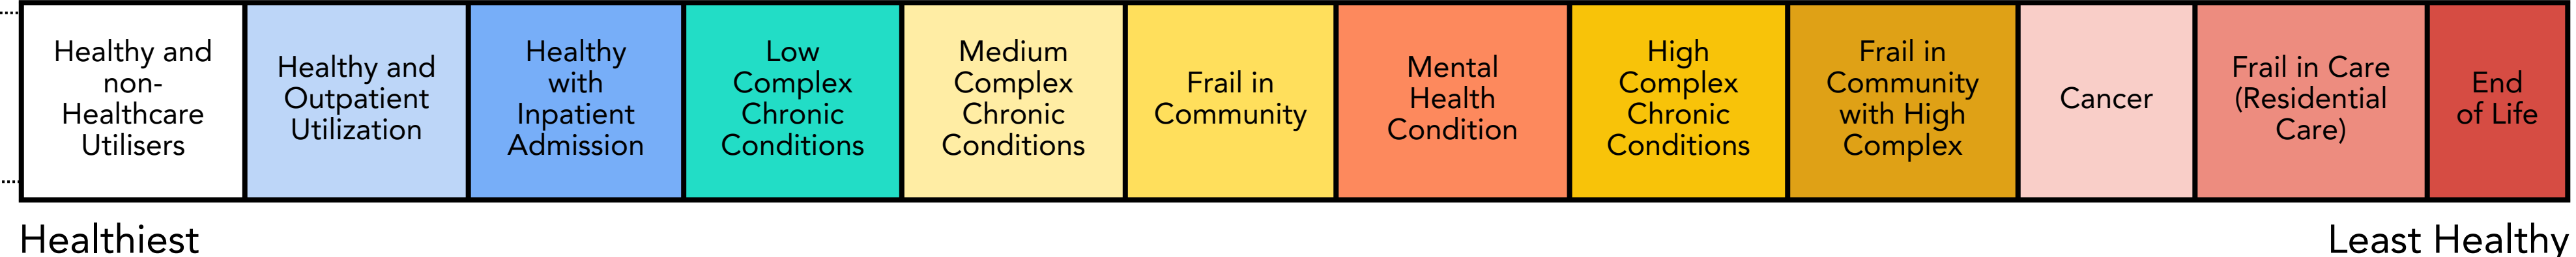 Healthy and
non-
Healthcare
Utilisers
Healthy and
Outpatient
Utilization
Healthy
with
Inpatient
Admission
Low
Complex
Chronic
Conditions
Medium
Complex
Chronic
Conditions
Frail in
Community
Mental
Health
Condition
High
Complex
Chronic
Conditions
Frail in
Community
with High
Complex
Cancer
Frail in Care
(Residential
Care)
End
of Life
Healthiest
Least Healthy